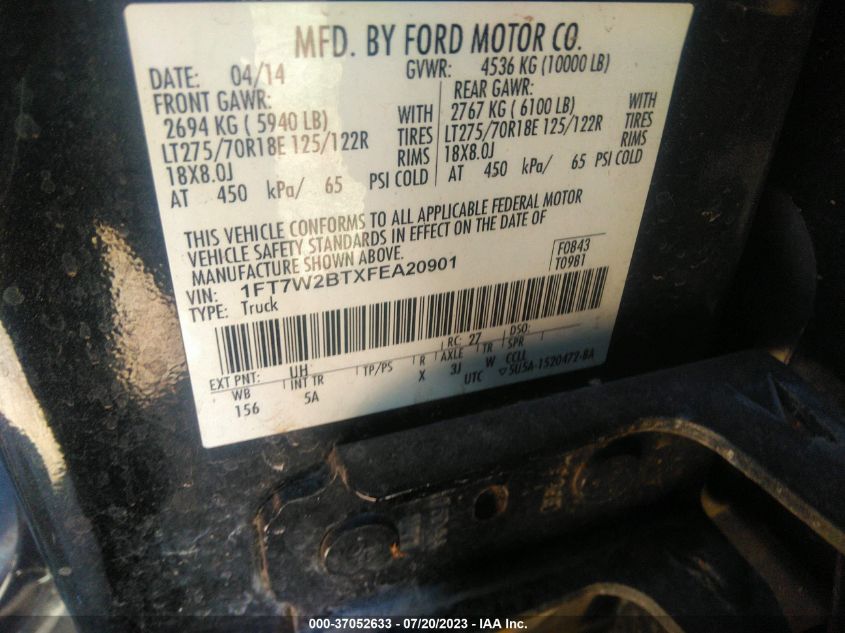 MFD. BY FORD MOTOR CO.
DATE: 04/14 GVWR: 4536 KG (10000 LB)
FRONT GAWR: REAR GAWR:
2694 KG ( 5940 LB) WITH 2767 KG ( 6100 LB) WITH
LT275/70R18E 125/122R TIRES LT275/70R18E 125/122R TIRES
18X8.0J RIMS 18X8.0J RIMS
AT 450 kPa/ 65 PSI COLD AT 450 kPa/ 65 PSI COLD
THIS VEHICLE CONFORMS TO ALL APPLICABLE FEDERAL MOTOR
VEHICLE SAFETY STANDARDS IN EFFECT ON THE DATE OF
MANUFACTURE SHOWN ABOVE.
F0843
T0981
VIN: 1FT7W2BTXFEA20901
TYPE: Truck
EXT PNT: UH RC: 27 DSO:
WB INT TR TP/PS R AXLE TR SPR
156 5A X 3J W CCLL
UTC ▽5U5A-1520472-BA
000-37052633 / 07/20/2023 - IAA Inc.